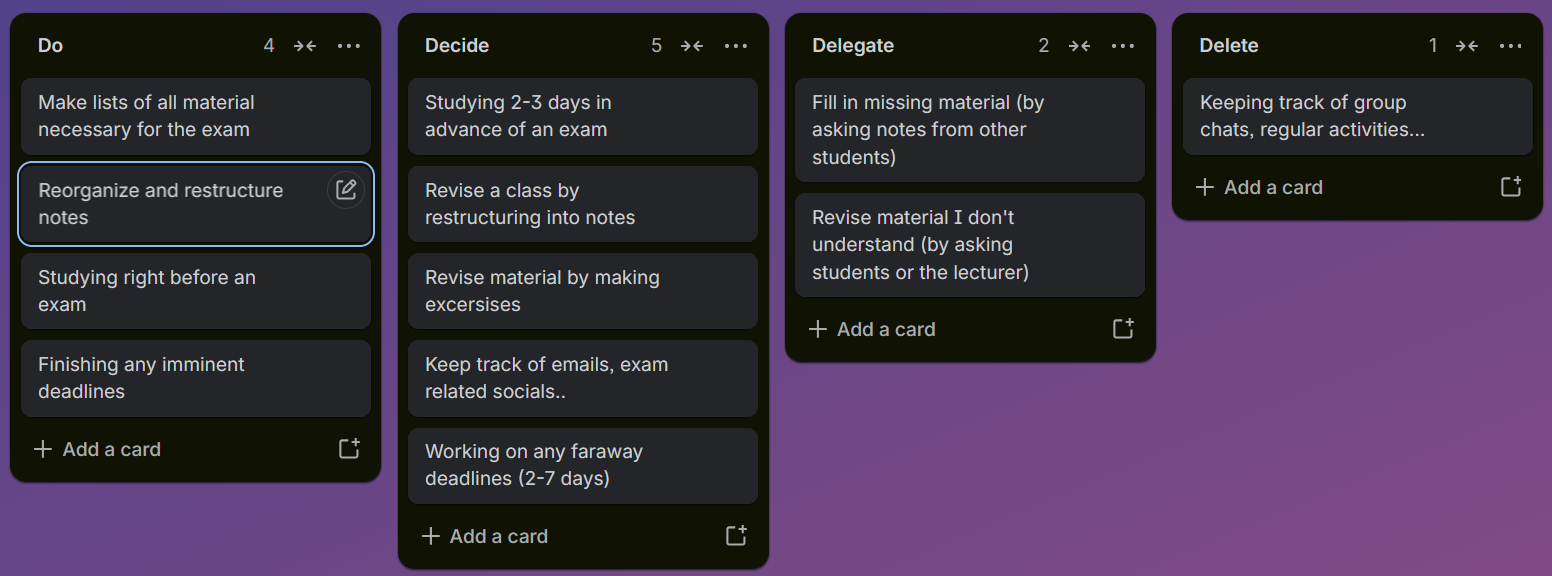 Do 4
Make lists of all material
necessary for the exam
Reorganize and restructure
notes
Studying right before an
exam
Finishing any imminent
deadlines
Add a card
Decide 5
Studying 2-3 days in
advance of an exam
Revise a class by
restructuring into notes
Revise material by making
excersises
Keep track of emails, exam
related socials..
Working on any faraway
deadlines (2-7 days)
Add a card
Delegate 2
Fill in missing material (by
asking notes from other
students)
Revise material I don't
understand (by asking
students or the lecturer)
Add a card
Delete 1
Keeping track of group
chats, regular activities...
Add a card